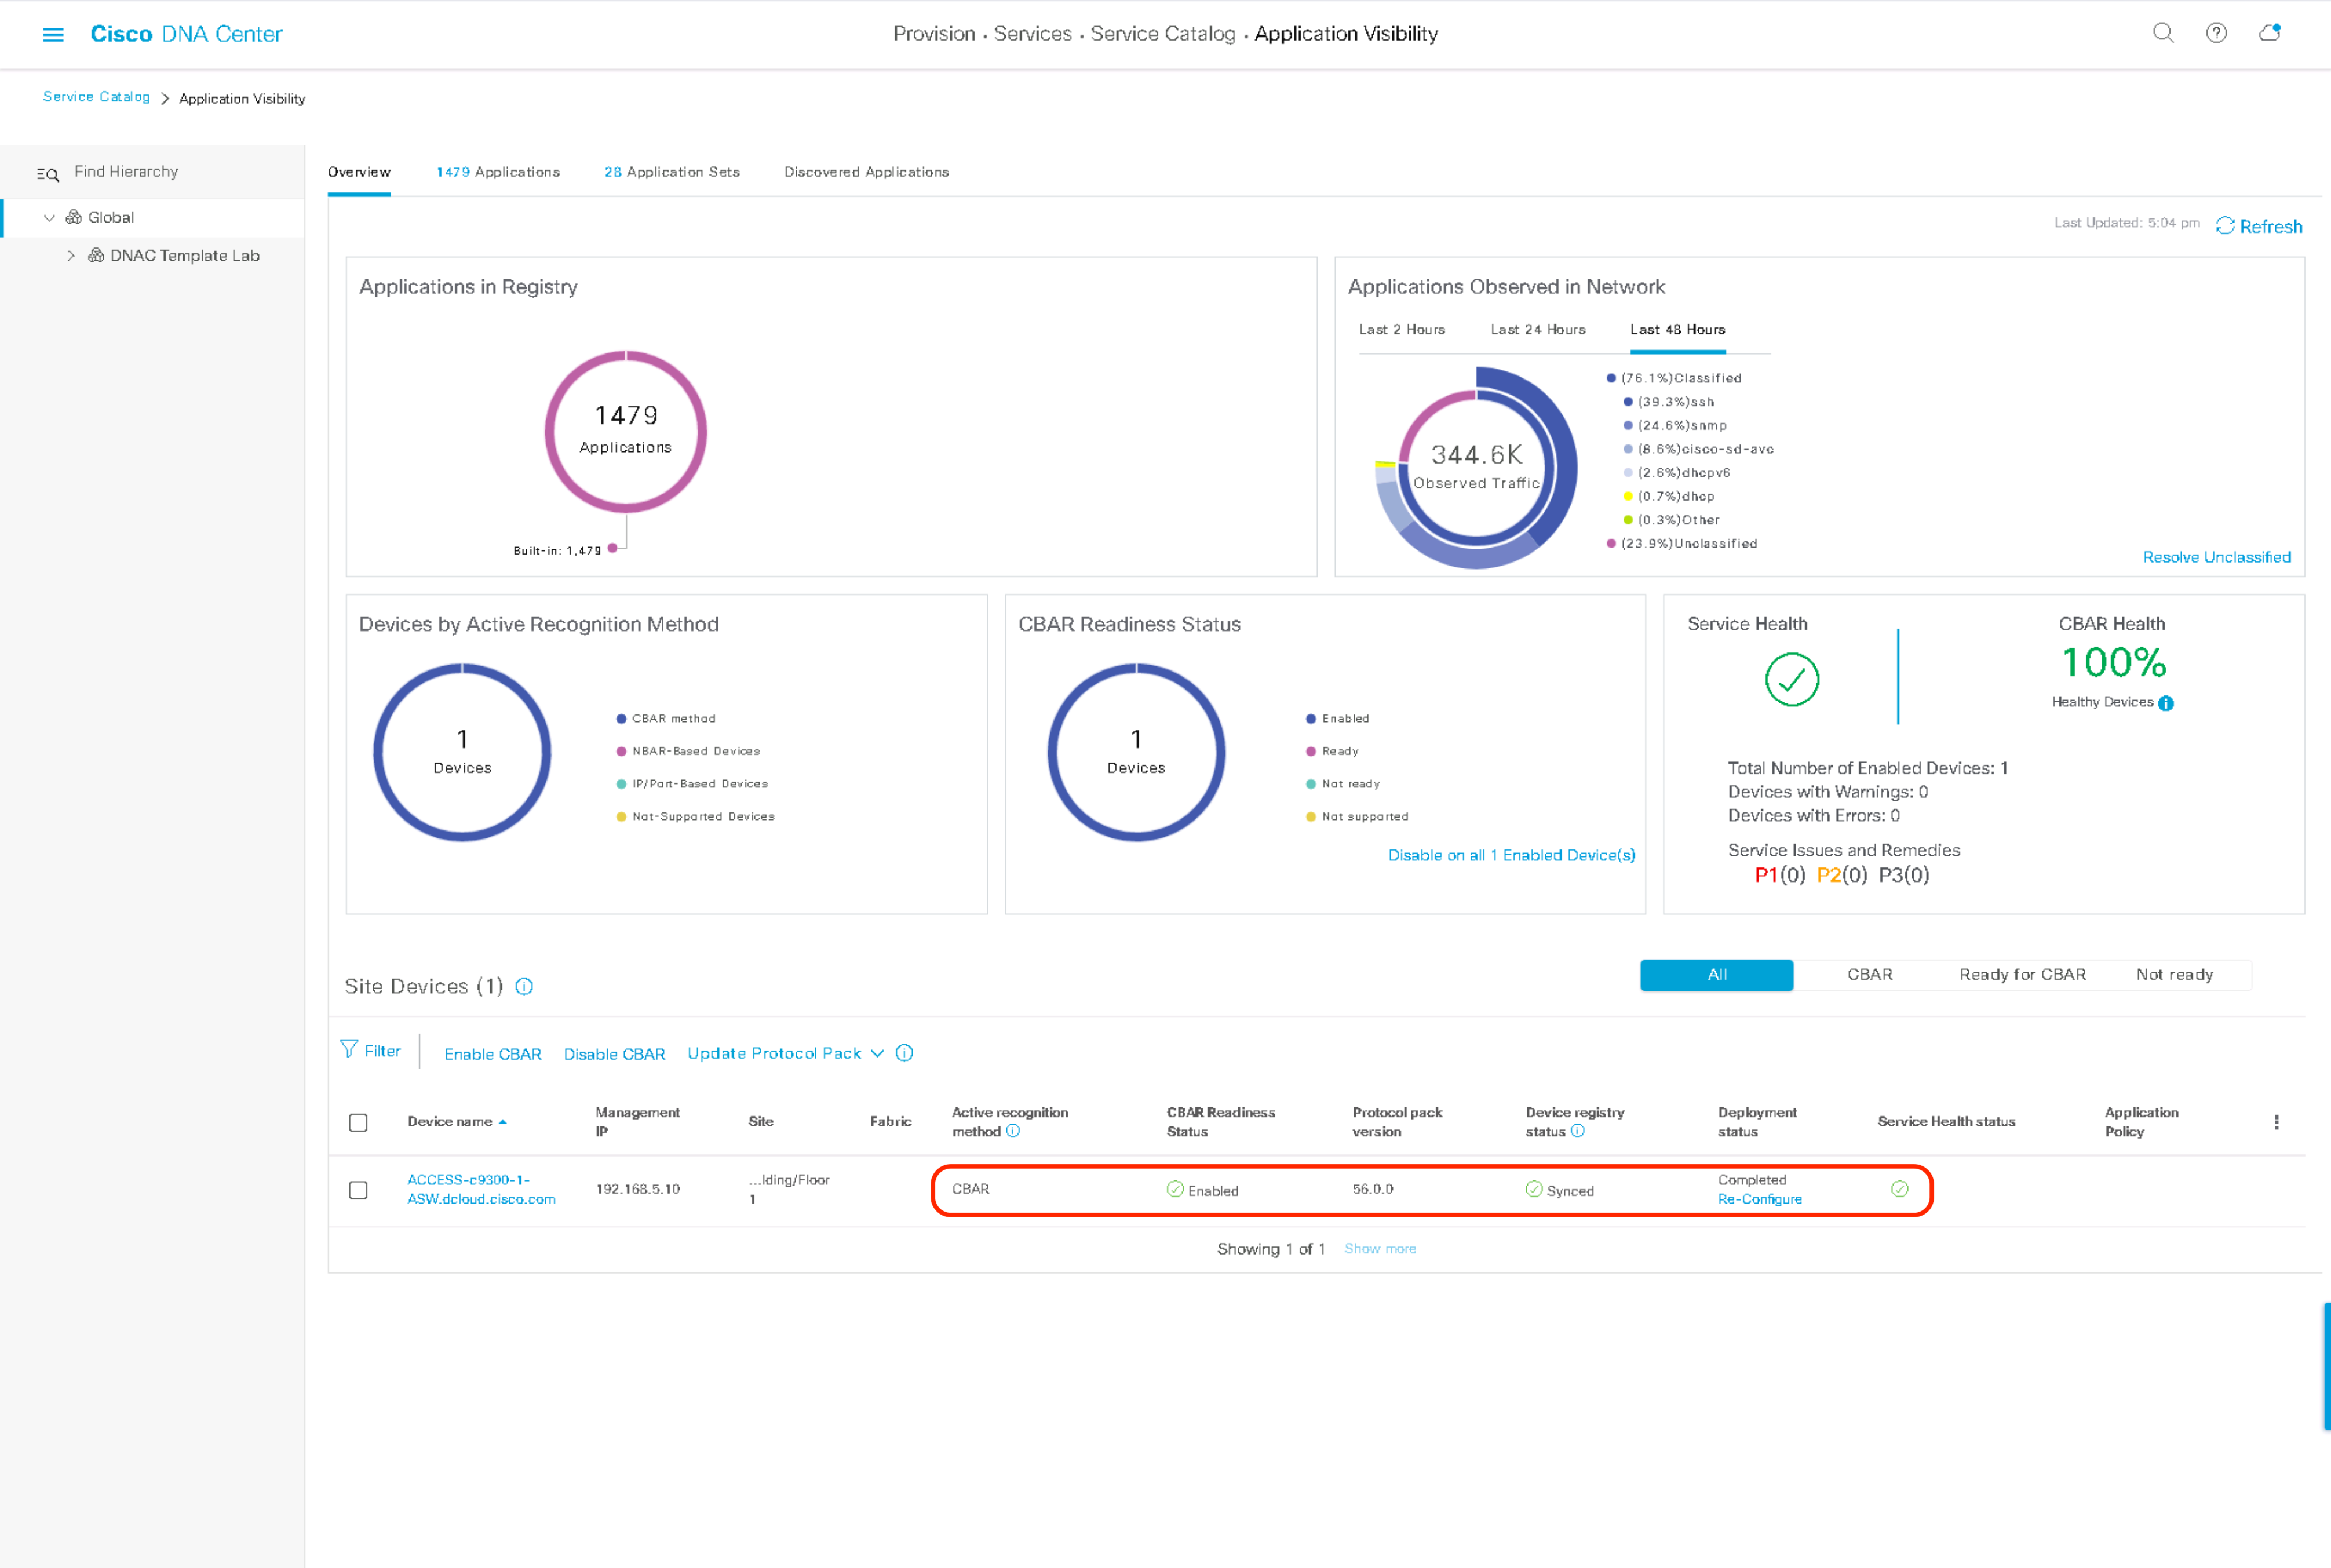 Cisco DNA Center
Provision • Services • Service Catalog • Application Visibility
Service Catalog > Application Visibility
Find Hierarchy
Global
DNAC Template Lab
Overview
1479 Applications
28 Application Sets
Discovered Applications
Last Updated: 5:04 pm
Refresh
Applications in Registry
1479
Applications
Built-in: 1,479
Applications Observed in Network
Last 2 Hours
Last 24 Hours
Last 48 Hours
344.6K
Observed Traffic
(76.1%)Classified
(39.3%)ssh
(24.6%)snmp
(8.6%)cisco-sd-avc
(2.6%)dhcpv6
(0.7%)dhcp
(0.3%)Other
(23.9%)Unclassified
Resolve Unclassified
Devices by Active Recognition Method
1
Devices
CBAR method
NBAR-Based Devices
IP/Port-Based Devices
Not-Supported Devices
CBAR Readiness Status
1
Devices
Enabled
Ready
Not ready
Not supported
Disable on all 1 Enabled Device(s)
Service Health
CBAR Health
100%
Healthy Devices
Total Number of Enabled Devices: 1
Devices with Warnings: 0
Devices with Errors: 0
Service Issues and Remedies
P1(0) P2(0) P3(0)
Site Devices (1)
All
CBAR
Ready for CBAR
Not ready
Filter
Enable CBAR
Disable CBAR
Update Protocol Pack
Device name
Management
IP
Site
Fabric
Active recognition
method
CBAR Readiness
Status
Protocol pack
version
Device registry
status
Deployment
status
Service Health status
Application
Policy
ACCESS-c9300-1-
ASW.dcloud.cisco.com
192.168.5.10
...lding/Floor
1
CBAR
Enabled
56.0.0
Synced
Completed
Re-Configure
Showing 1 of 1
Show more